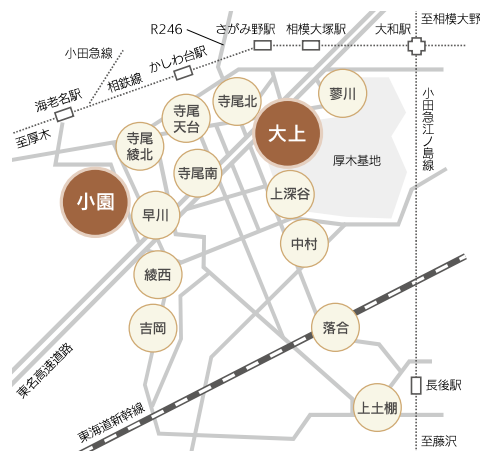 至相模大野
R246
さがみ野駅
相模大塚駅
大和駅
小田急線
かしわ台駅
相鉄線
海老名駅
至厚木
寺尾北
蓼川
寺尾
天台
大上
寺尾
綾北
小田急江ノ島線
厚木基地
寺尾南
小園
上深谷
早川
中村
綾西
吉岡
落合
東名高速道路
長後駅
上土棚
東海道新幹線
至藤沢